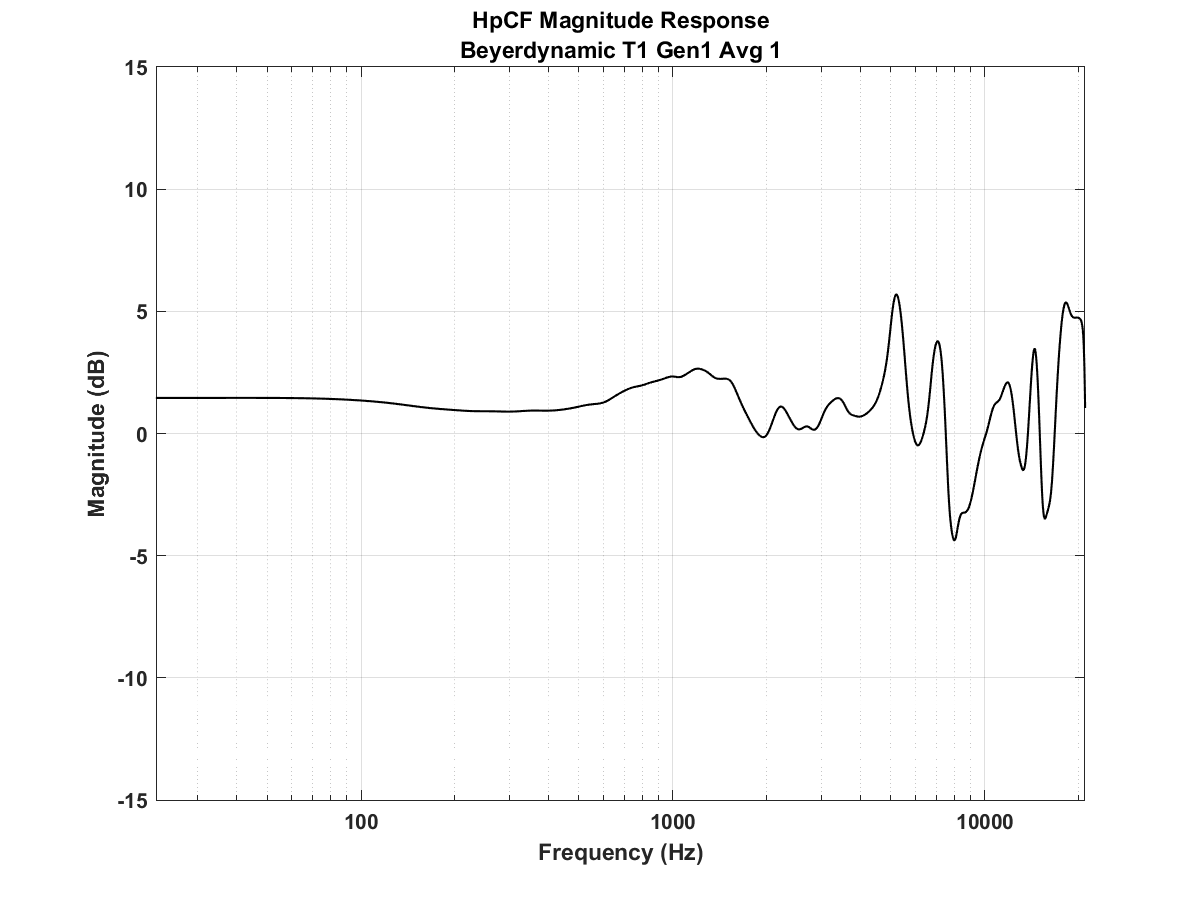 HpCF Magnitude Response
Beyerdynamic T1 Gen1 Avg 1
15
10
5
0
-5
-10
-15
Magnitude (dB)
100
1000
10000
Frequency (Hz)